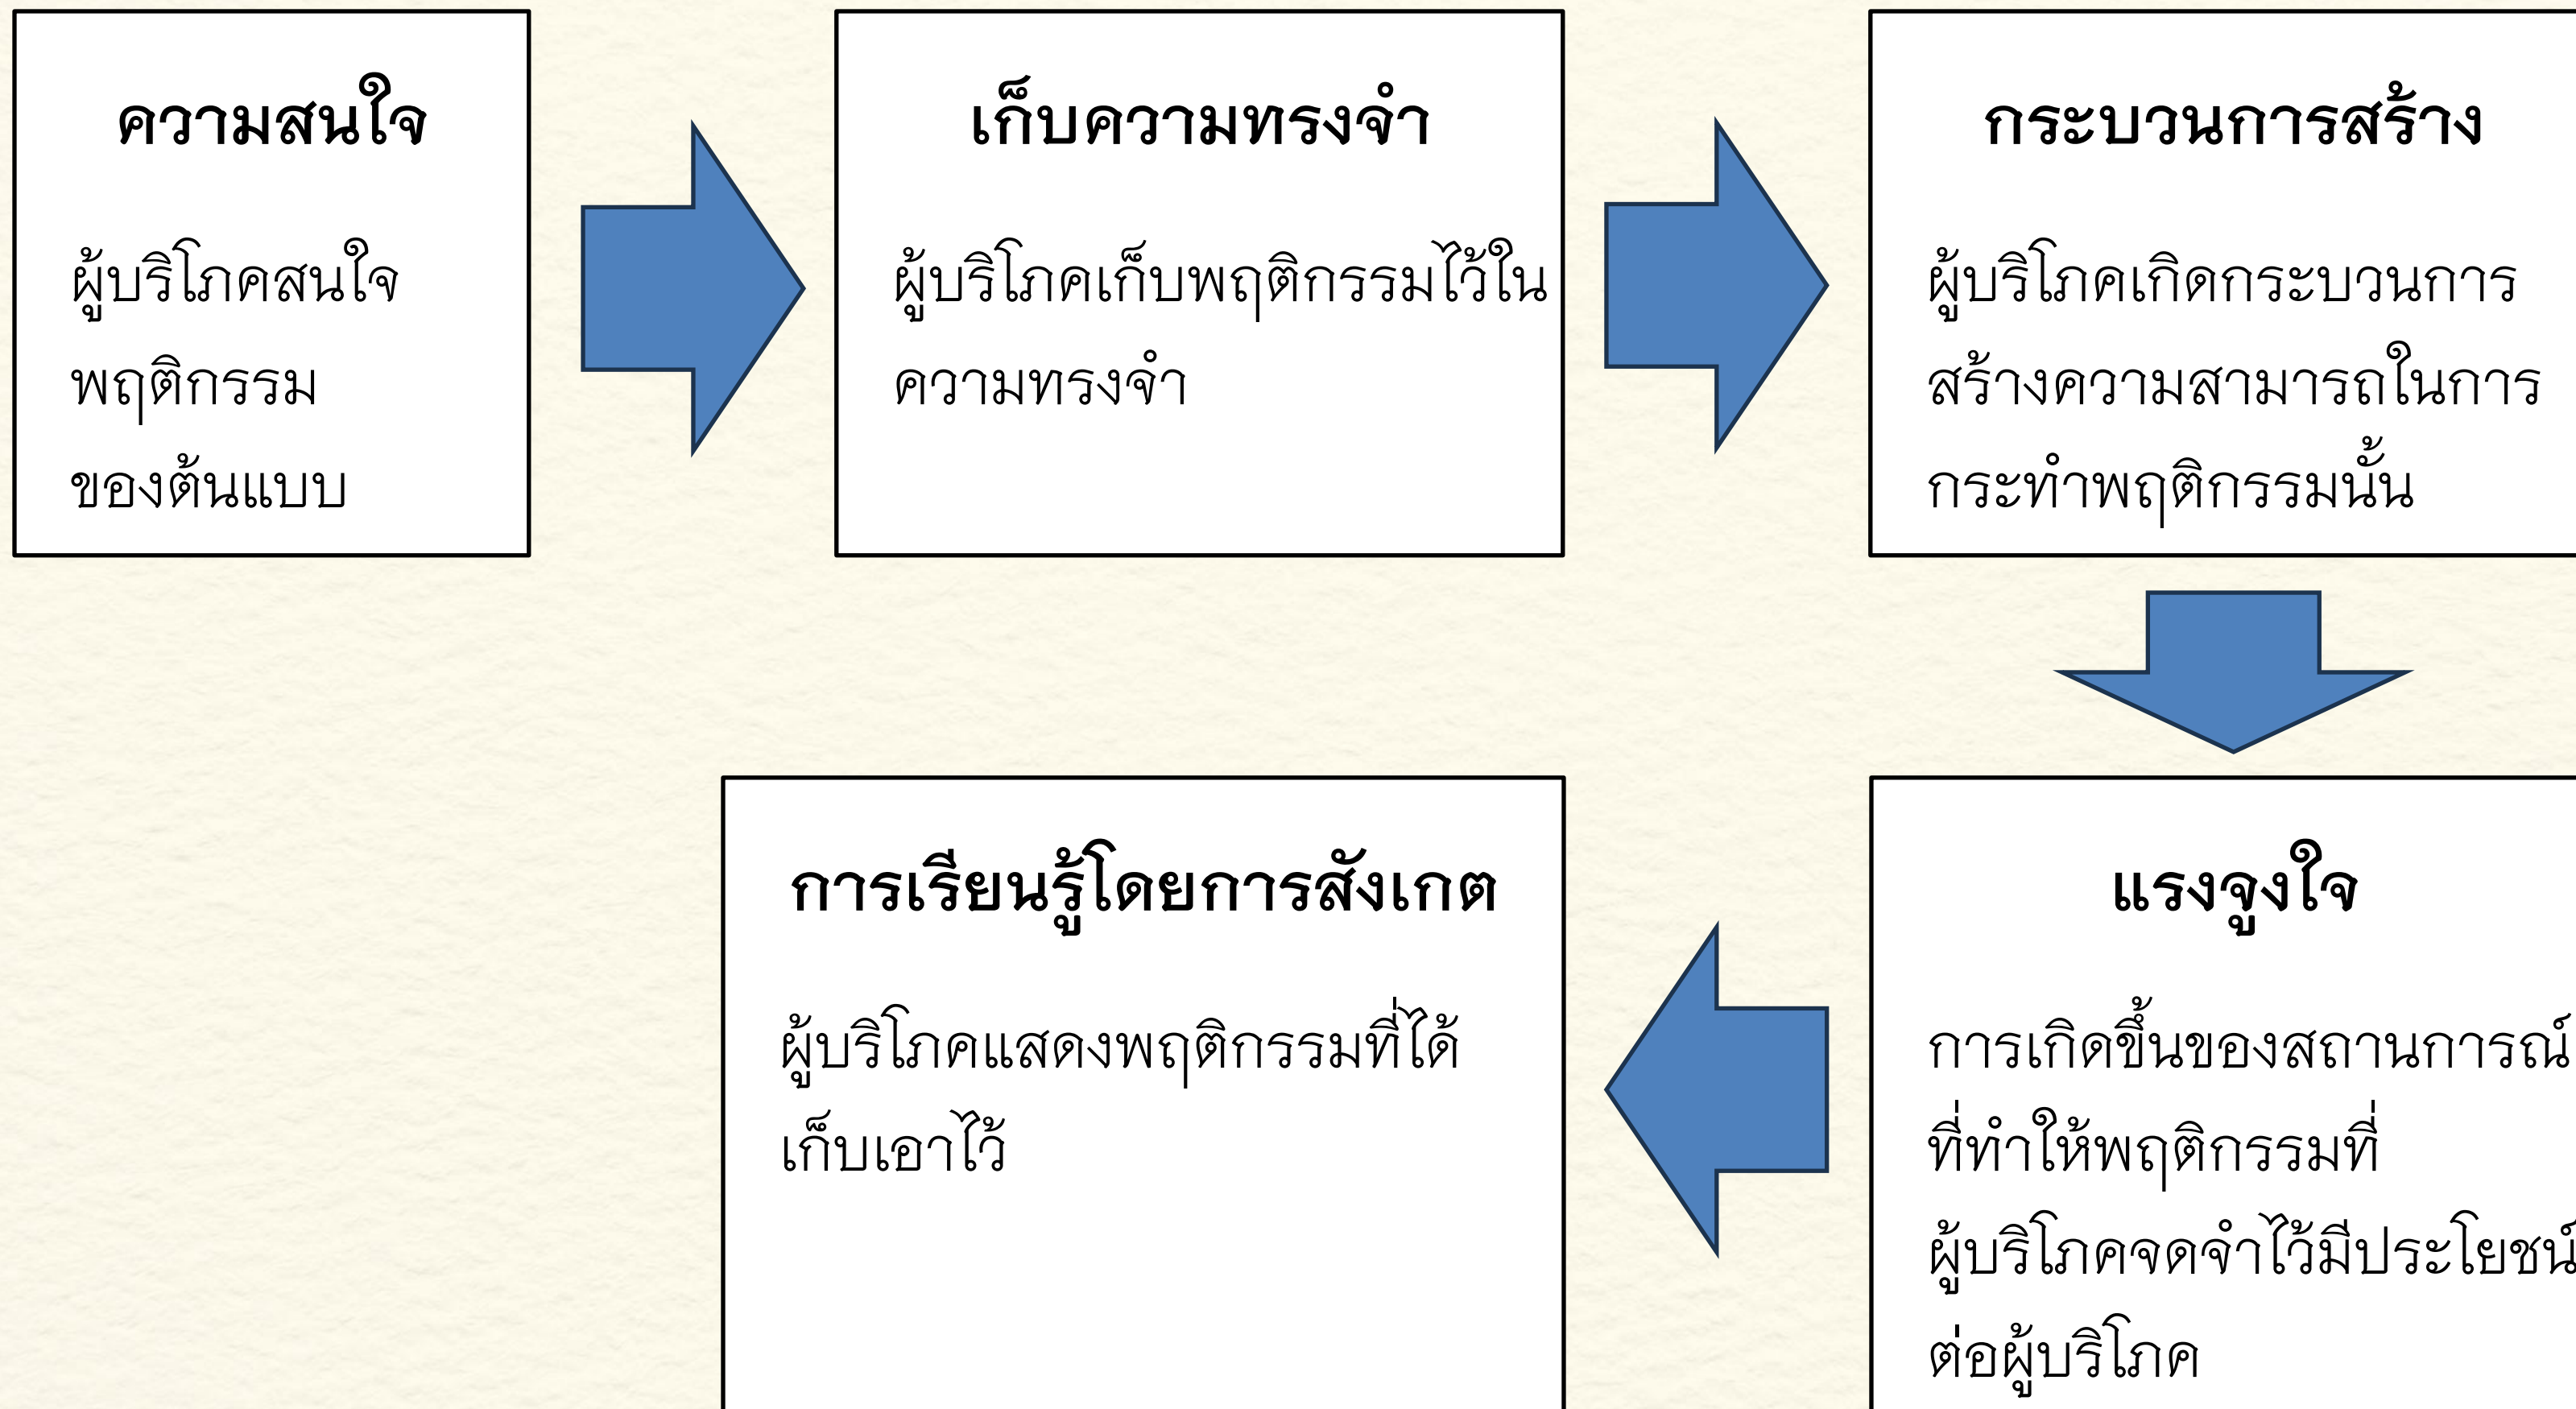 ความสนใจ
ผู้บริโภคสนใจ
พฤติกรรม
ของต้นแบบ
เก็บความทรงจำ
ผู้บริโภคเก็บพฤติกรรมไว้ใน
ความทรงจำ
กระบวนการสร้าง
ผู้บริโภคเกิดกระบวนการ
สร้างความสามารถในการ
กระทำพฤติกรรมนั้น
แรงจูงใจ
การเกิดขึ้นของสถานการณ์
ที่ทำให้พฤติกรรมที่
ผู้บริโภคจดจำไว้มีประโยชน์
ต่อผู้บริโภค
การเรียนรู้โดยการสังเกต
ผู้บริโภคแสดงพฤติกรรมที่ได้
เก็บเอาไว้